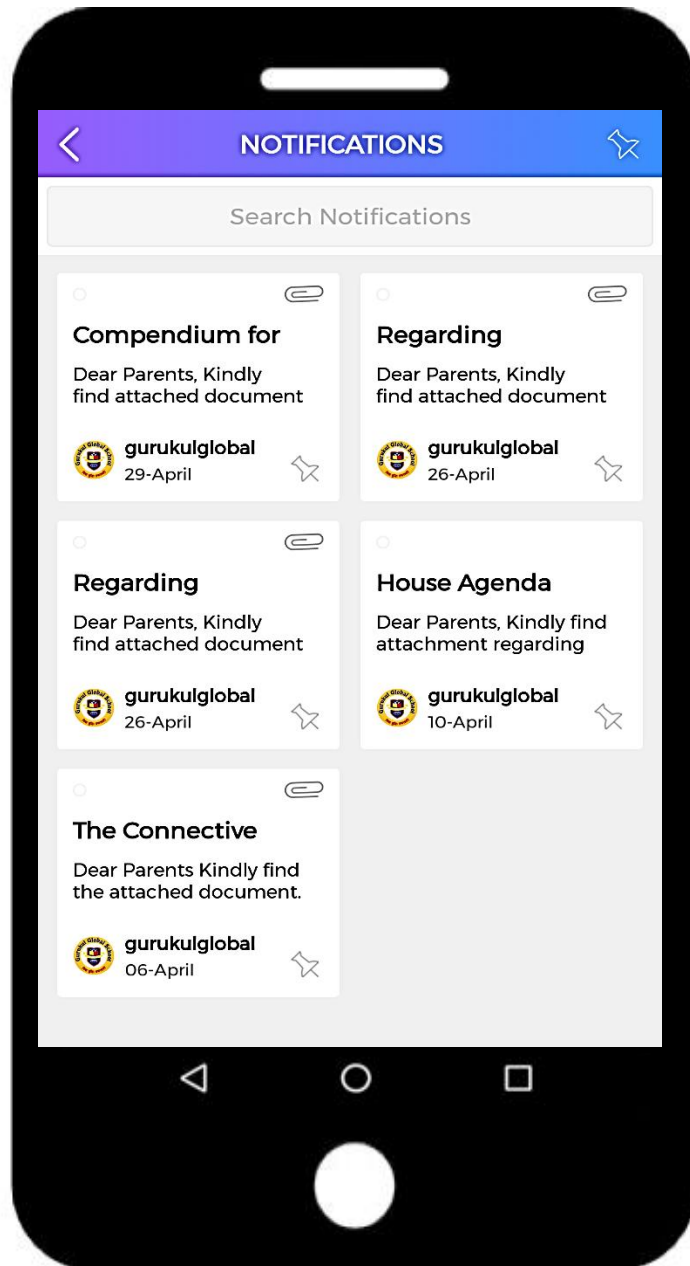 NOTIFICATIONS
Search Notifications
Compendium for
Dear Parents, Kindly
find attached document
gurukulglobal
29-April
Regarding
Dear Parents, Kindly
find attached document
gurukulglobal
26-April
Regarding
Dear Parents, Kindly
find attached document
gurukulglobal
26-April
House Agenda
Dear Parents, Kindly find
attachment regarding
gurukulglobal
10-April
The Connective
Dear Parents Kindly find
the attached document.
gurukulglobal
06-April